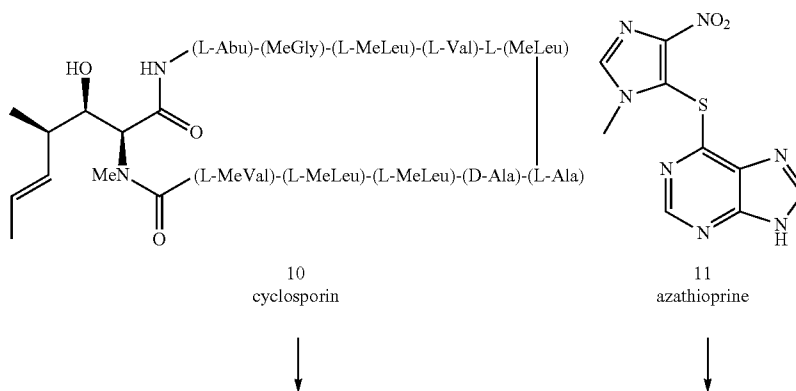 (L-Abu)-(MeGly)-(L-MeLeu)-(L-Val)-L-(MeLeu)
HO
HN
O
MeN
(L-MeVal)-(L-MeLeu)-(L-MeLeu)-(D-Ala)-(L-Ala)
O
N
NO2
N
S
N
N
N
N
H
10
cyclosporin
11
azathioprine